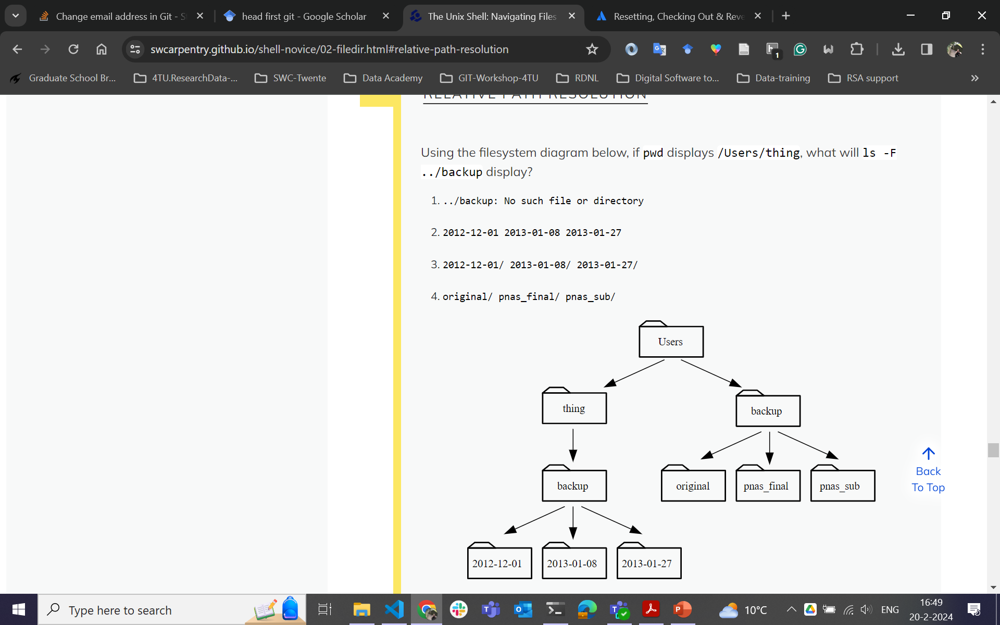 Change email address in Git - S
head first git - Google Scholar
The Unix Shell: Navigating Files
Resetting, Checking Out & Reve
swcarpentry.github.io/shell-novice/02-filedir.html#relative-path-resolution
1
Graduate School Br...
4TU.ResearchData-...
SWC-Twente
Data Academy
GIT-Workshop-4TU
RDNL
Digital Software to...
Data-training
RSA support
»
RELATIVE PATH RESOLUTION
Using the filesystem diagram below, if pwd displays /Users/thing, what will ls -F
../backup display?
1. ../backup: No such file or directory
2. 2012-12-01 2013-01-08 2013-01-27
3. 2012-12-01/ 2013-01-08/ 2013-01-27/
4. original/ pnas_final/ pnas_sub/
Users
thing
backup
backup
original
pnas_final
pnas_sub
2012-12-01
2013-01-08
2013-01-27
Back
To Top
Type here to search
10°C
ENG
16:49
20-2-2024